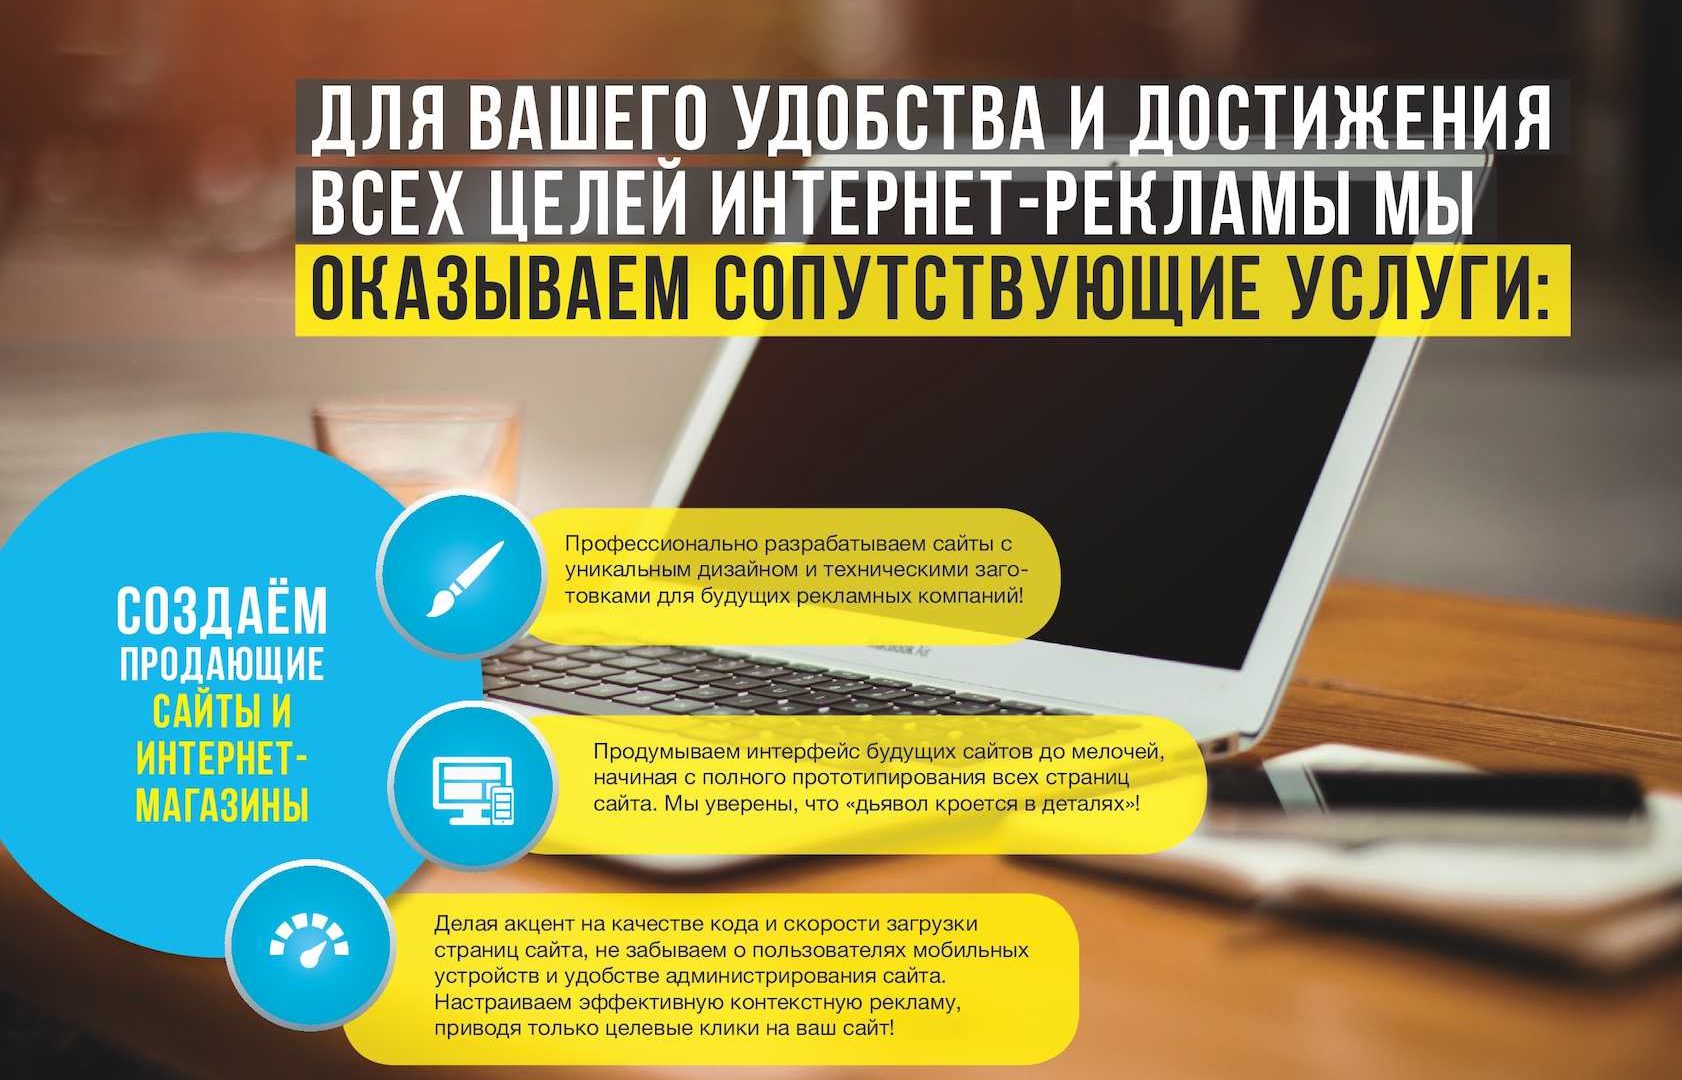 ДЛЯ ВАШЕГО УДОБСТВА И ДОСТИЖЕНИЯ
ВСЕХ ЦЕЛЕЙ ИНТЕРНЕТ-РЕКЛАМЫ МЫ
ОКАЗЫВАЕМ СОПУТСТВУЮЩИЕ УСЛУГИ:
СОЗДАЁМ
ПРОДАЮЩИЕ
САЙТЫ И
ИНТЕРНЕТ-
МАГАЗИНЫ
Профессионально разрабатываем сайты с
уникальным дизайном и техническими заго-
товками для будущих рекламных компаний!
MacBook Air
Продумываем интерфейс будущих сайтов до мелочей,
начиная с полного прототипирования всех страниц
сайта. Мы уверены, что «дьявол кроется в деталях»!
Делая акцент на качестве кода и скорости загрузки
страниц сайта, не забываем о пользователях мобильных
устройств и удобстве администрирования сайта.
Настраиваем эффективную контекстную рекламу,
приводя только целевые клики на ваш сайт!